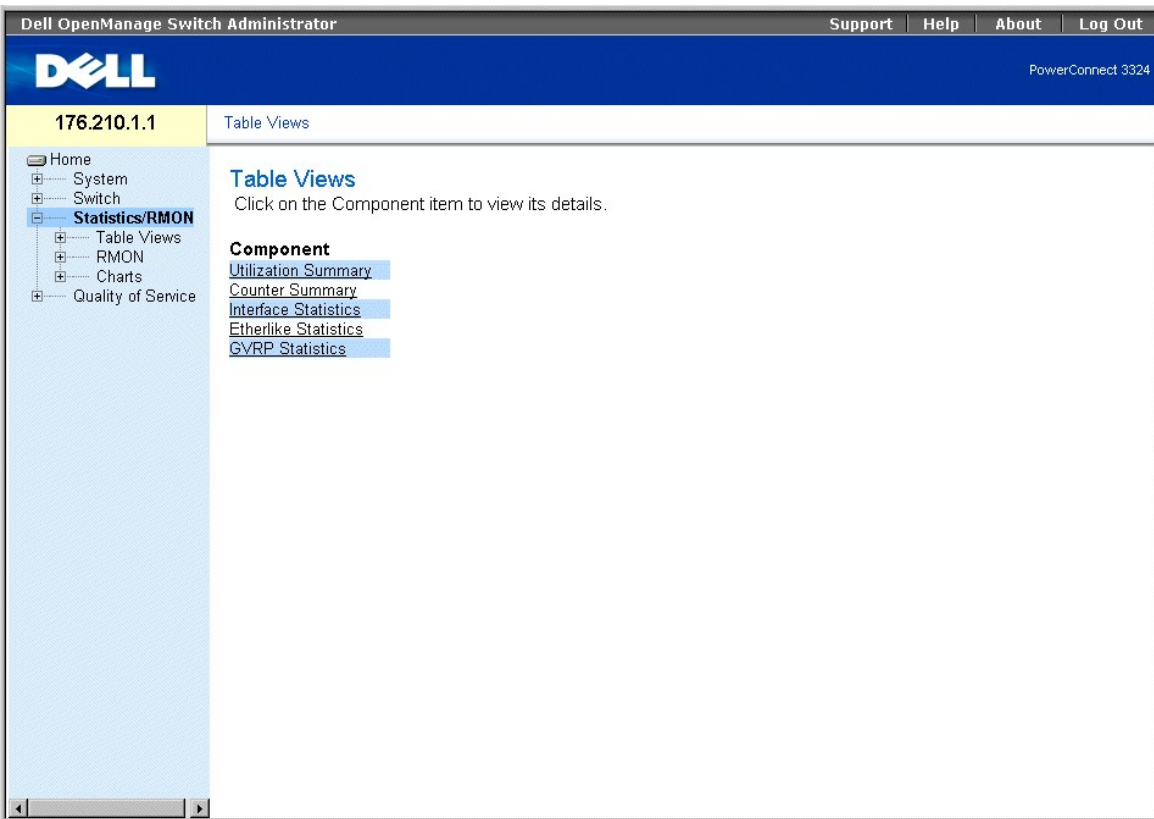 Dell OpenManage Switch Administrator Support Help About Log Out
DELL
PowerConnect 3324
176.210.1.1 Table Views
Home
System
Switch
Statistics/RMON
Table Views
RMON
Charts
Quality of Service
Table Views
Click on the Component item to view its details.
Component
Utilization Summary
Counter Summary
Interface Statistics
Etherlike Statistics
GVRP Statistics